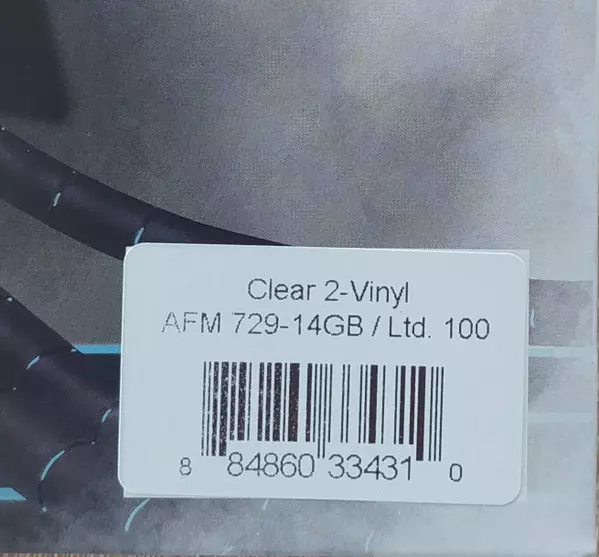 Clear 2-Vinyl
AFM 729-14GB / Ltd. 100
8 84860 33431 0